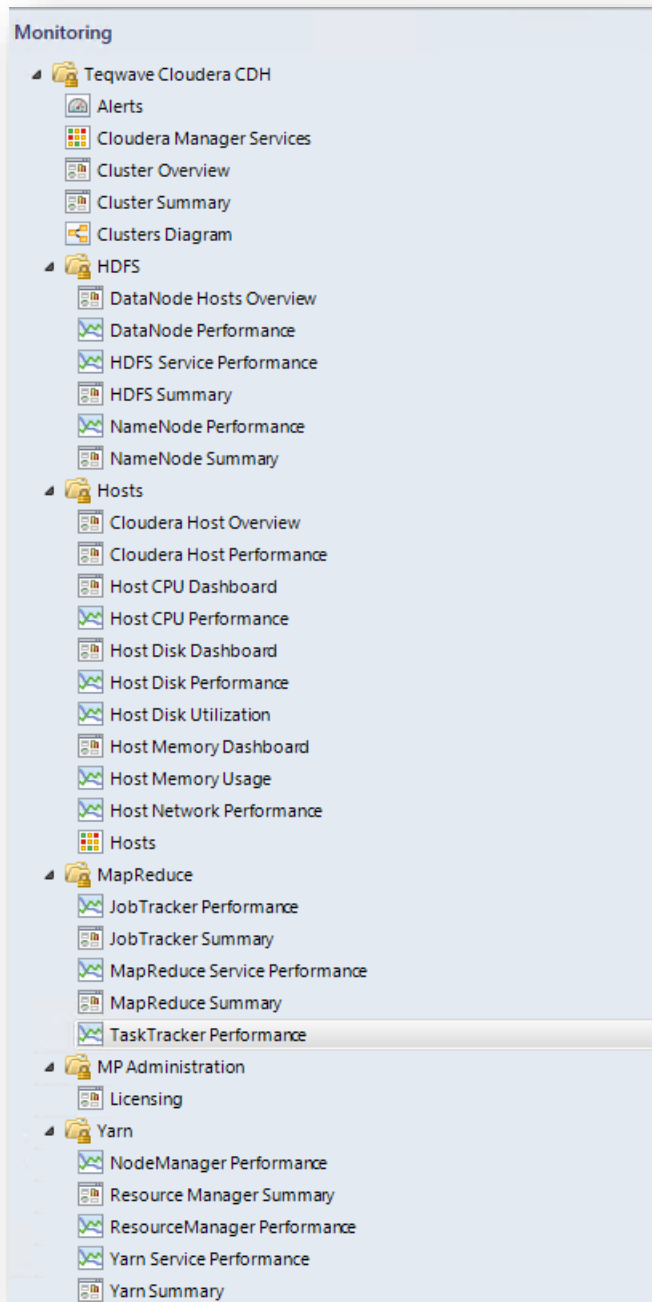 Monitoring
Teqwave Cloudera CDH
Alerts
Cloudera Manager Services
Cluster Overview
Cluster Summary
Clusters Diagram
HDFS
DataNode Hosts Overview
DataNode Performance
HDFS Service Performance
HDFS Summary
NameNode Performance
NameNode Summary
Hosts
Cloudera Host Overview
Cloudera Host Performance
Host CPU Dashboard
Host CPU Performance
Host Disk Dashboard
Host Disk Performance
Host Disk Utilization
Host Memory Dashboard
Host Memory Usage
Host Network Performance
Hosts
MapReduce
JobTracker Performance
JobTracker Summary
MapReduce Service Performance
MapReduce Summary
TaskTracker Performance
MP Administration
Licensing
Yarn
NodeManager Performance
Resource Manager Summary
ResourceManager Performance
Yarn Service Performance
Yarn Summary